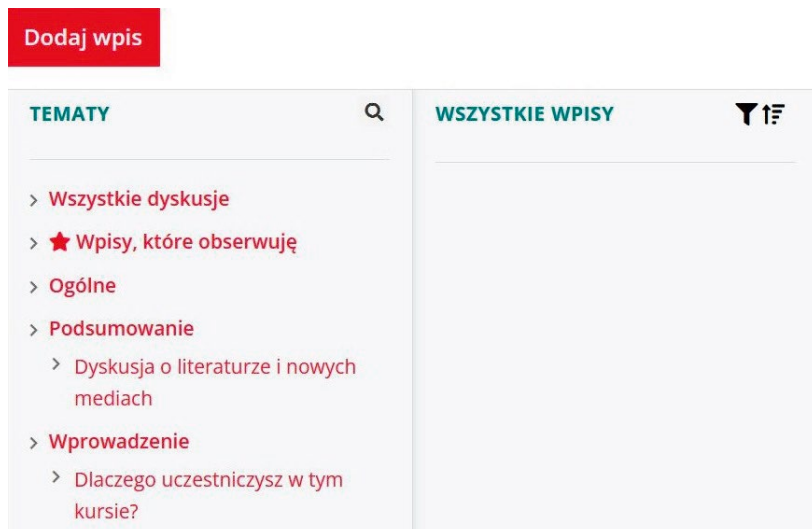 Dodaj wpis
TEMATY
WSZYSTKIE WPISY
Wszystkie dyskusje
Wpisy, które obserwuję
Ogólne
Podsumowanie
Dyskusja o literaturze i nowych
mediach
Wprowadzenie
Dlaczego uczestniczysz w tym
kursie?